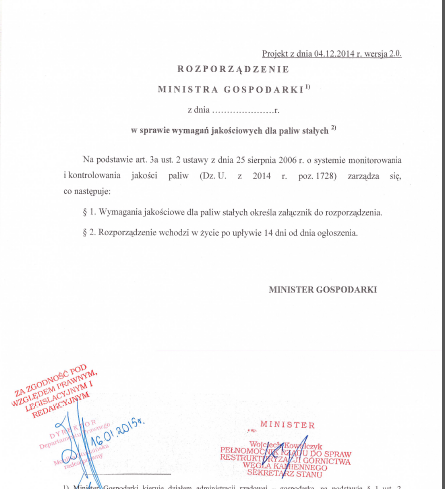 Projekt z dnia 04.12.2014 r. wersja 2.0.
ROZPORZĄDZENIE
MINISTRA GOSPODARKI 1)
z dnia …………………..r.
w sprawie wymagań jakościowych dla paliw stałych 2)
Na podstawie art. 3a ust. 2 ustawy z dnia 25 sierpnia 2006 r. o systemie monitorowania
i kontrolowania jakości paliw (Dz. U. z 2014 r. poz. 1728) zarządza się,
co następuje:
§ 1. Wymagania jakościowe dla paliw stałych określa załącznik do rozporządzenia.
§ 2. Rozporządzenie wchodzi w życie po upływie 14 dni od dnia ogłoszenia.
MINISTER GOSPODARKI
ZA ZGODNOŚĆ POD
WZGLĘDEM PRAWNYM,
LEGISLACYJNYM I
REDAKCYJNYM
DYREKTOR
16.01.2015r.
MINISTER
Wojciech Kowalczyk
PEŁNOMOCNIK RZĄDU DO SPRAW
RESTRUKTURYZACJI GÓRNICTWA
WĘGLA KAMIENNEGO
SEKRETARZ STANU
1) Minister Gospodarki kieruje działem administracji rządowej – gospodarka, na podstawie § 1 ust. 2